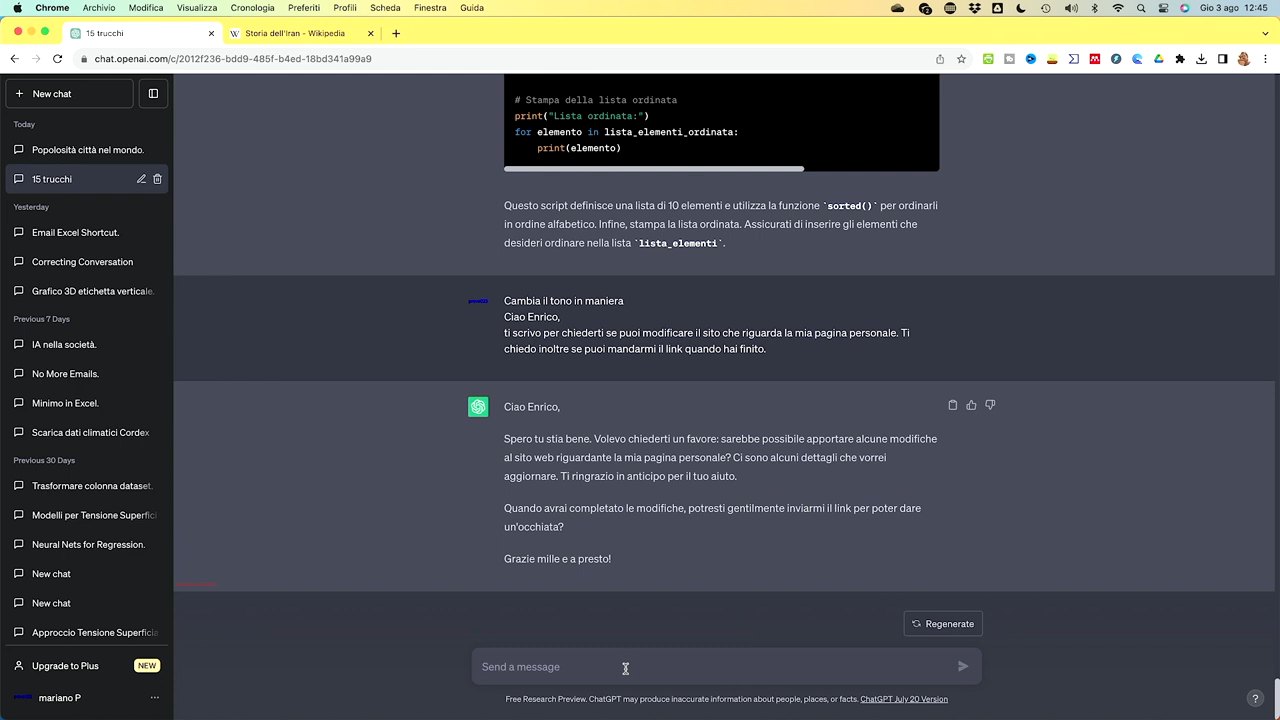 Chrome Archivio Modifica Visualizza Cronologia Preferiti Profili Scheda Finestra Guida Gio 3 ago 12:45
15 trucchi
Storia dell'Iran - Wikipedia
chat.openai.com/c/2012f236-bdd9-485f-b4ed-18bd341a99a9
New chat
Today
Popolosità città nel mondo.
15 trucchi
Yesterday
Email Excel Shortcut.
Correcting Conversation
Grafico 3D etichetta verticale.
Previous 7 Days
IA nella società.
No More Emails.
Minimo in Excel.
Scarica dati climatici Cordex
Previous 30 Days
Trasformare colonna dataset.
Modelli per Tensione Superfici
Neural Nets for Regression.
New chat
New chat
Approccio Tensione Superficia
Upgrade to Plus NEW
mariano P
# Stampa della lista ordinata
print("Lista ordinata:")
for elemento in lista_elementi_ordinata:
print(elemento)
Questo script definisce una lista di 10 elementi e utilizza la funzione `sorted()` per ordinarli
in ordine alfabetico. Infine, stampa la lista ordinata. Assicurati di inserire gli elementi che
desideri ordinare nella lista `lista_elementi`.
Cambia il tono in maniera
Ciao Enrico,
ti scrivo per chiederti se puoi modificare il sito che riguarda la mia pagina personale. Ti
chiedo inoltre se puoi mandarmi il link quando hai finito.
Ciao Enrico,
Spero tu stia bene. Volevo chiederti un favore: sarebbe possibile apportare alcune modifiche
al sito web riguardante la mia pagina personale? Ci sono alcuni dettagli che vorrei
aggiornare. Ti ringrazio in anticipo per il tuo aiuto.
Quando avrai completato le modifiche, potresti gentilmente inviarmi il link per poter dare
un'occhiata?
Grazie mille e a presto!
Regenerate
Send a message
Free Research Preview. ChatGPT may produce inaccurate information about people, places, or facts. ChatGPT July 20 Version
?